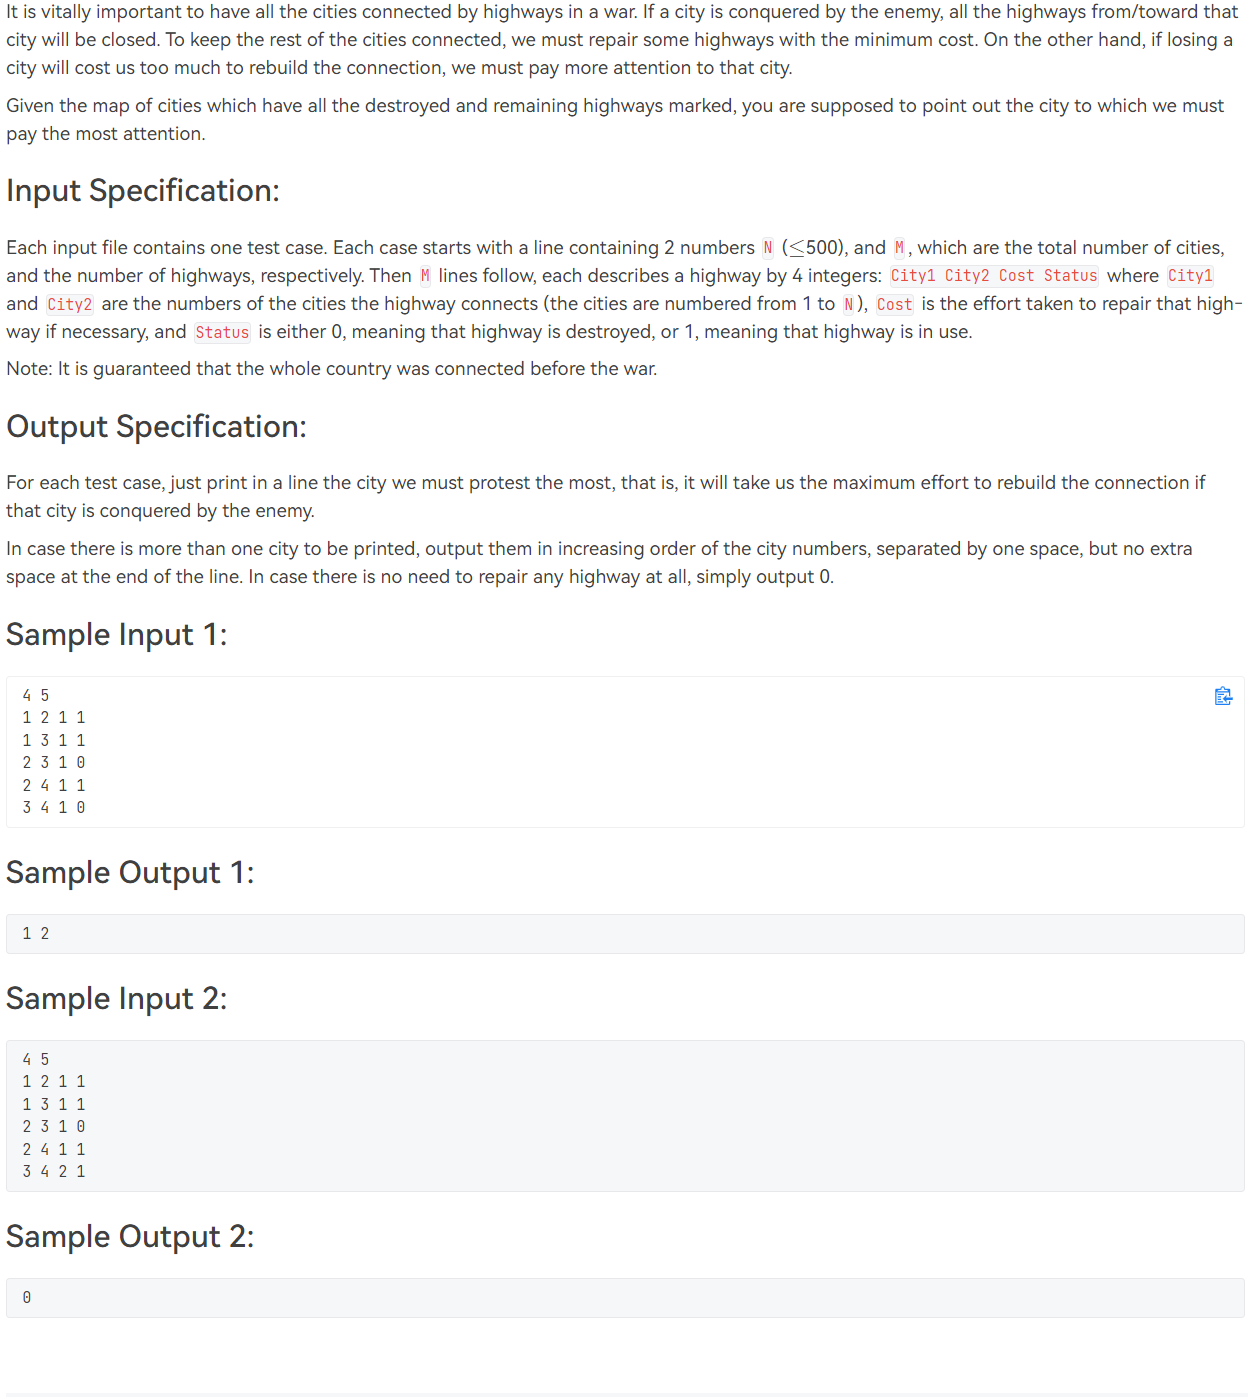 It is vitally important to have all the cities connected by highways in a war. If a city is conquered by the enemy, all the highways from/toward that
city will be closed. To keep the rest of the cities connected, we must repair some highways with the minimum cost. On the other hand, if losing a
city will cost us too much to rebuild the connection, we must pay more attention to that city.
Given the map of cities which have all the destroyed and remaining highways marked, you are supposed to point out the city to which we must
pay the most attention.
Input Specification:
Each input file contains one test case. Each case starts with a line containing 2 numbers N (≤500), and M, which are the total number of cities,
and the number of highways, respectively. Then M lines follow, each describes a highway by 4 integers: City1 City2 Cost Status where City1
and City2 are the numbers of the cities the highway connects (the cities are numbered from 1 to N), Cost is the effort taken to repair that high-
way if necessary, and Status is either 0, meaning that highway is destroyed, or 1, meaning that highway is in use.
Note: It is guaranteed that the whole country was connected before the war.
Output Specification:
For each test case, just print in a line the city we must protest the most, that is, it will take us the maximum effort to rebuild the connection if
that city is conquered by the enemy.
In case there is more than one city to be printed, output them in increasing order of the city numbers, separated by one space, but no extra
space at the end of the line. In case there is no need to repair any highway at all, simply output 0.
Sample Input 1:
4 5
1 2 1 1
1 3 1 1
2 3 1 0
2 4 1 1
3 4 1 0
Sample Output 1:
1 2
Sample Input 2:
4 5
1 2 1 1
1 3 1 1
2 3 1 0
2 4 1 1
3 4 2 1
Sample Output 2:
0